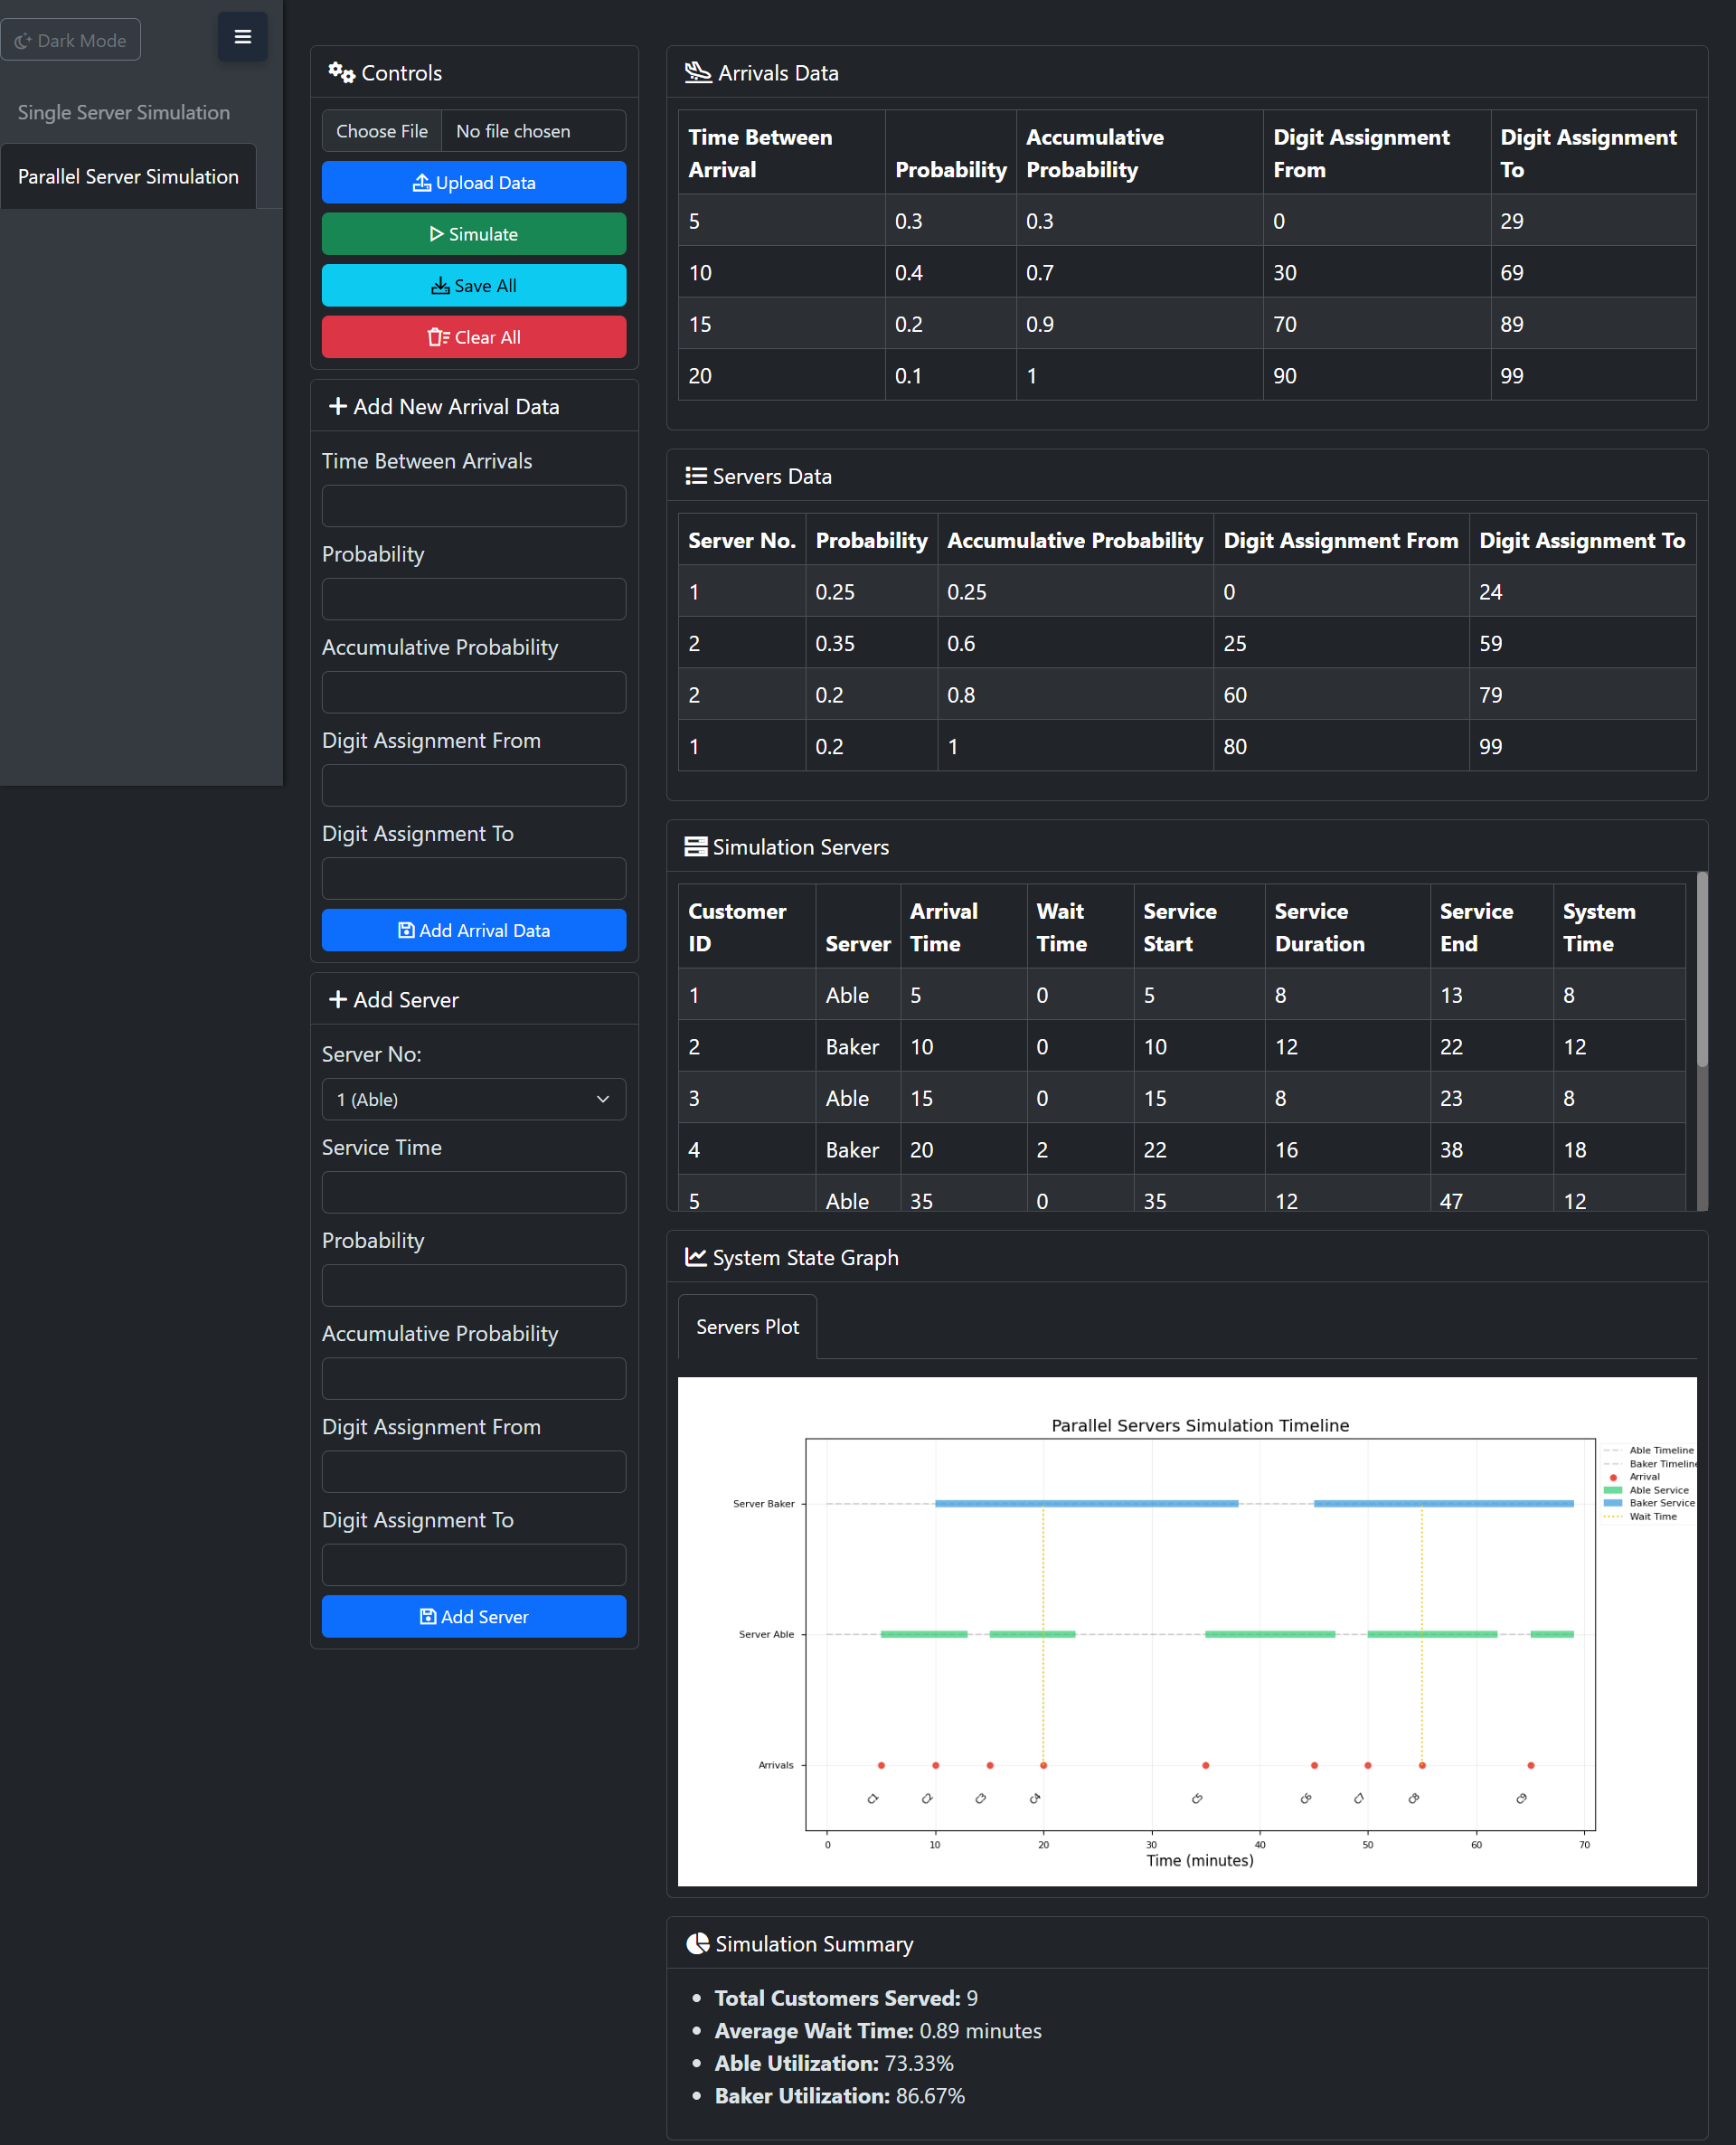 Dark Mode
Single Server Simulation
Parallel Server Simulation
Controls
Choose File No file chosen
Upload Data
Simulate
Save All
Clear All
Add New Arrival Data
Time Between Arrivals
Probability
Accumulative Probability
Digit Assignment From
Digit Assignment To
Add Arrival Data
Add Server
Server No:
1 (Able)
Service Time
Probability
Accumulative Probability
Digit Assignment From
Digit Assignment To
Add Server
Arrivals Data
Time Between Arrival Probability Accumulative Probability Digit Assignment From Digit Assignment To
5 0.3 0.3 0 29
10 0.4 0.7 30 69
15 0.2 0.9 70 89
20 0.1 1 90 99
Servers Data
Server No. Probability Accumulative Probability Digit Assignment From Digit Assignment To
1 0.25 0.25 0 24
2 0.35 0.6 25 59
2 0.2 0.8 60 79
1 0.2 1 80 99
Simulation Servers
Customer ID Server Arrival Time Wait Time Service Start Service Duration Service End System Time
1 Able 5 0 5 8 13 8
2 Baker 10 0 10 12 22 12
3 Able 15 0 15 8 23 8
4 Baker 20 2 22 16 38 18
5 Able 35 0 35 12 47 12
System State Graph
Servers Plot
Parallel Servers Simulation Timeline
Able Timeline
Baker Timeline
Arrival
Able Service
Baker Service
Wait Time
Server Baker
Server Able
Arrivals
C1 C2 C3 C4 C5 C6 C7 C8 C9
0 10 20 30 40 50 60 70
Time (minutes)
Simulation Summary
Total Customers Served: 9
Average Wait Time: 0.89 minutes
Able Utilization: 73.33%
Baker Utilization: 86.67%